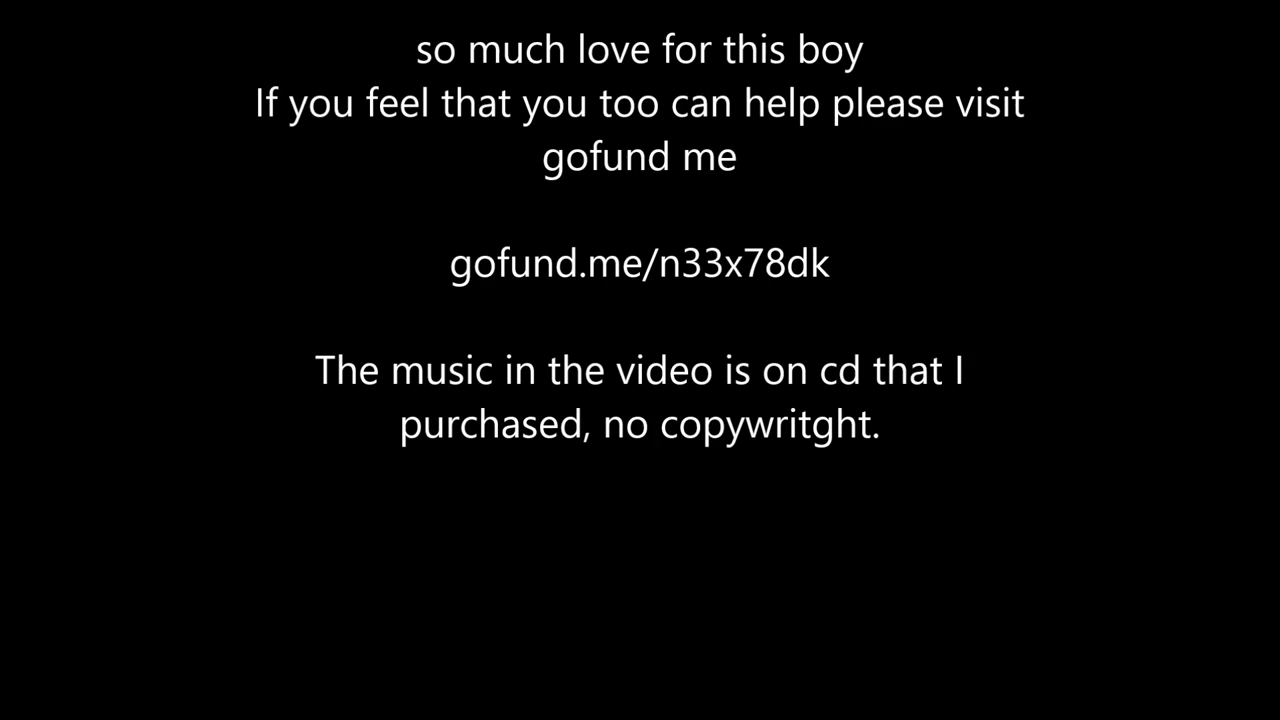 so much love for this boy
If you feel that you too can help please visit
gofund me
gofund.me/n33x78dk
The music in the video is on cd that I
purchased, no copywritght.